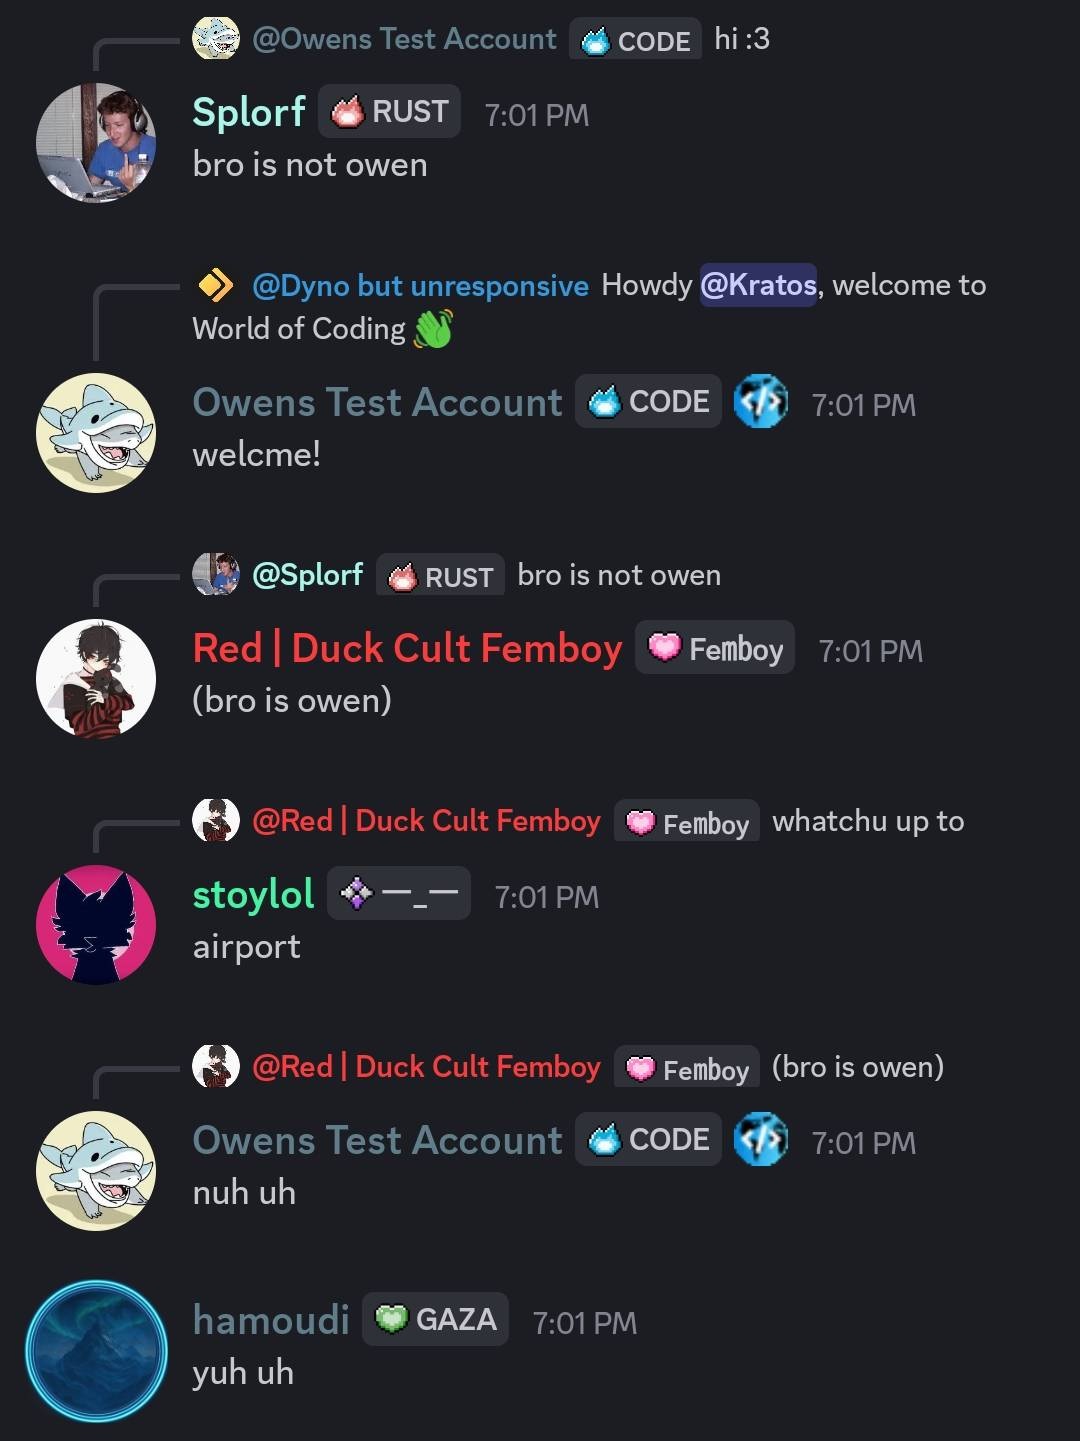 @Owens Test Account CODE hi :3
Splorf RUST 7:01 PM
bro is not owen
@Dyno but unresponsive Howdy @Kratos, welcome to
World of Coding 👋
Owens Test Account CODE </> 7:01 PM
welcme!
@Splorf RUST bro is not owen
Red | Duck Cult Femboy Femboy 7:01 PM
(bro is owen)
@Red | Duck Cult Femboy Femboy whatchu up to
stoylol —_— 7:01 PM
airport
@Red | Duck Cult Femboy Femboy (bro is owen)
Owens Test Account CODE </> 7:01 PM
nuh uh
hamoudi GAZA 7:01 PM
yuh uh